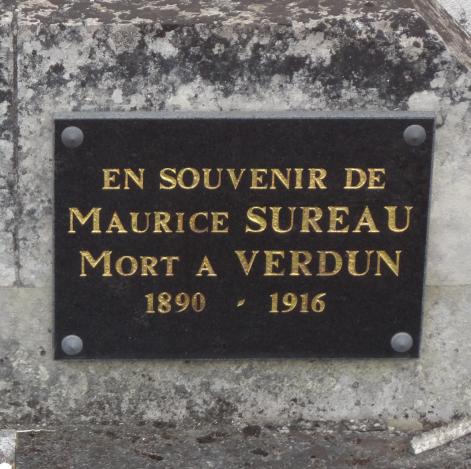 EN SOUVENIR DE
MAURICE SUREAU
MORT A VERDUN
1890 - 1916